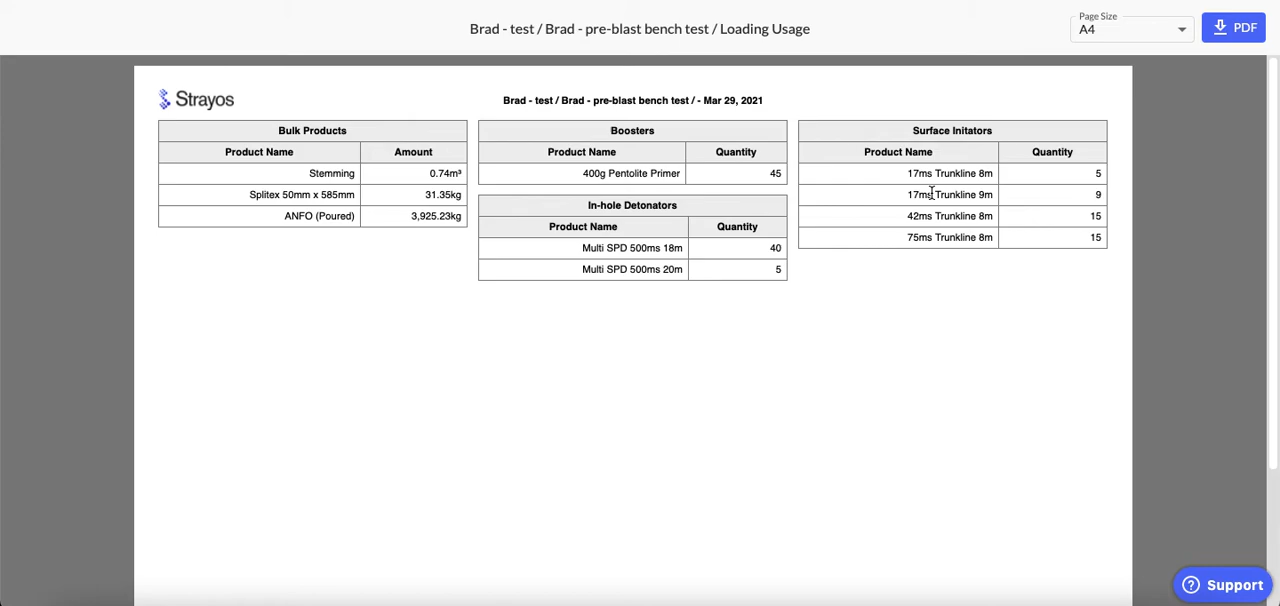 Brad - test / Brad - pre-blast bench test / Loading Usage
Page Size
A4
PDF
Strayos
Brad - test / Brad - pre-blast bench test / - Mar 29, 2021
Bulk Products
Product Name Amount
Stemming 0.74m³
Splitex 50mm x 585mm 31.35kg
ANFO (Poured) 3,925.23kg
Boosters
Product Name Quantity
400g Pentolite Primer 45
In-hole Detonators
Product Name Quantity
Multi SPD 500ms 18m 40
Multi SPD 500ms 20m 5
Surface Initators
Product Name Quantity
17ms Trunkline 8m 5
17ms Trunkline 9m 9
42ms Trunkline 8m 15
75ms Trunkline 8m 15
Support